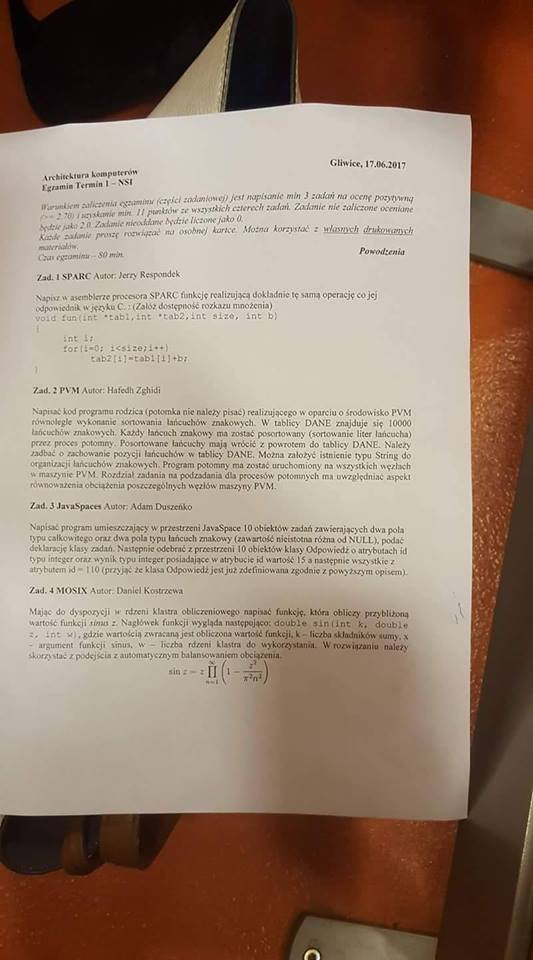 Gliwice, 17.06.2017
Architektura komputerów
Egzamin Termin 1 – NSI
Warunkiem zaliczenia egzaminu (części zadaniowej) jest napisanie min 3 zadań na ocenę pozytywną
(>= 2.70) i uzyskanie min. 11 punktów ze wszystkich czterech zadań. Zadanie nie zaliczone oceniane
będzie jako 2.0. Zadanie nieoddane będzie liczone jako 0.
Każde zadanie proszę rozwiązać na osobnej kartce. Można korzystać z własnych drukowanych
materiałów.
Czas egzaminu – 80 min.
Powodzenia
Zad. 1 SPARC Autor: Jerzy Respondek
Napisz w asemblerze procesora SPARC funkcję realizującą dokładnie tę samą operację co jej
odpowiednik w języku C. : (Załóż dostępność rozkazu mnożenia)
void fun(int *tab1,int *tab2,int size, int b)
{
int i;
for(i=0; i<size;i++)
tab2[i]=tab1[i]+b;
}
Zad. 2 PVM Autor: Hafedh Zghidi
Napisać kod programu rodzica (potomka nie należy pisać) realizującego w oparciu o środowisko PVM
równoległe wykonanie sortowania łańcuchów znakowych. W tablicy DANE znajduje się 10000
łańcuchów znakowych. Każdy łańcuch znakowy ma zostać posortowany (sortowanie liter łańcucha)
przez proces potomny. Posortowane łańcuchy mają wrócić z powrotem do tablicy DANE. Należy
zadbać o zachowanie pozycji łańcuchów w tablicy DANE. Można założyć istnienie typu String do
organizacji łańcuchów znakowych. Program potomny ma zostać uruchomiony na wszystkich węzłach
w maszynie PVM. Rozdział zadania na podzadania dla procesów potomnych ma uwzględniać aspekt
równoważenia obciążenia poszczególnych węzłów maszyny PVM.
Zad. 3 JavaSpaces Autor: Adam Duszeńko
Napisać program umieszczający w przestrzeni JavaSpace 10 obiektów zadań zawierających dwa pola
typu całkowitego oraz dwa pola typu łańcuch znakowy (zawartość nieistotna różna od NULL), podać
deklarację klasy zadań. Następnie odebrać z przestrzeni 10 obiektów klasy Odpowiedź o atrybutach id
typu integer oraz wynik typu integer posiadające w atrybucie id wartość 15 a następnie wszystkie z
atrybutem id = 110 (przyjąć że klasa Odpowiedź jest już zdefiniowana zgodnie z powyższym opisem).
Zad. 4 MOSIX Autor: Daniel Kostrzewa
Mając do dyspozycji w rdzeni klastra obliczeniowego napisać funkcję, która obliczy przybliżoną
wartość funkcji sinus z. Nagłówek funkcji wygląda następująco: double sin(int k, double
z, int w), gdzie wartością zwracaną jest obliczona wartość funkcji, k – liczba składników sumy, x
– argument funkcji sinus, w – liczba rdzeni klastra do wykorzystania. W rozwiązaniu należy
skorzystać z podejścia z automatycznym balansowaniem obciążenia.
sin z = z ∏_{n=1}^{∞} (1 − z²/(π²n²))